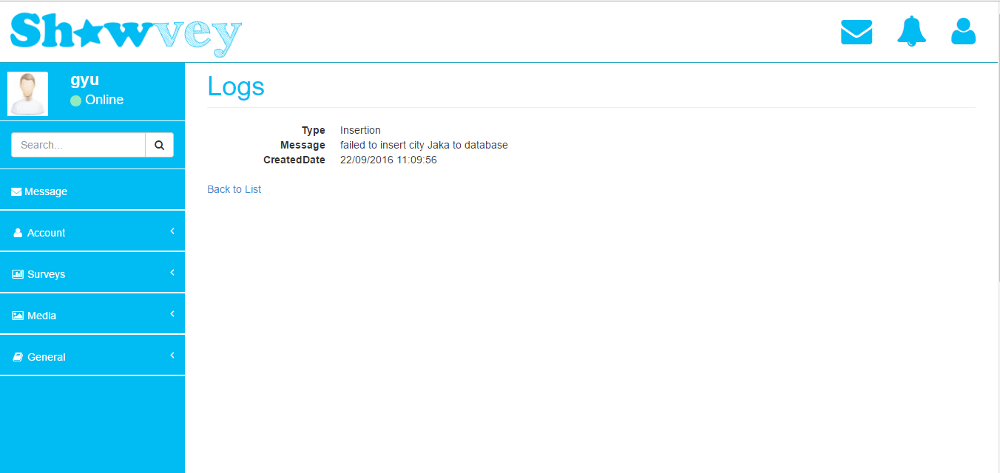 Sh★wvey
gyu
Online
Search...
Message
Account
Surveys
Media
General
Logs
Type Insertion
Message failed to insert city Jaka to database
CreatedDate 22/09/2016 11:09:56
Back to List